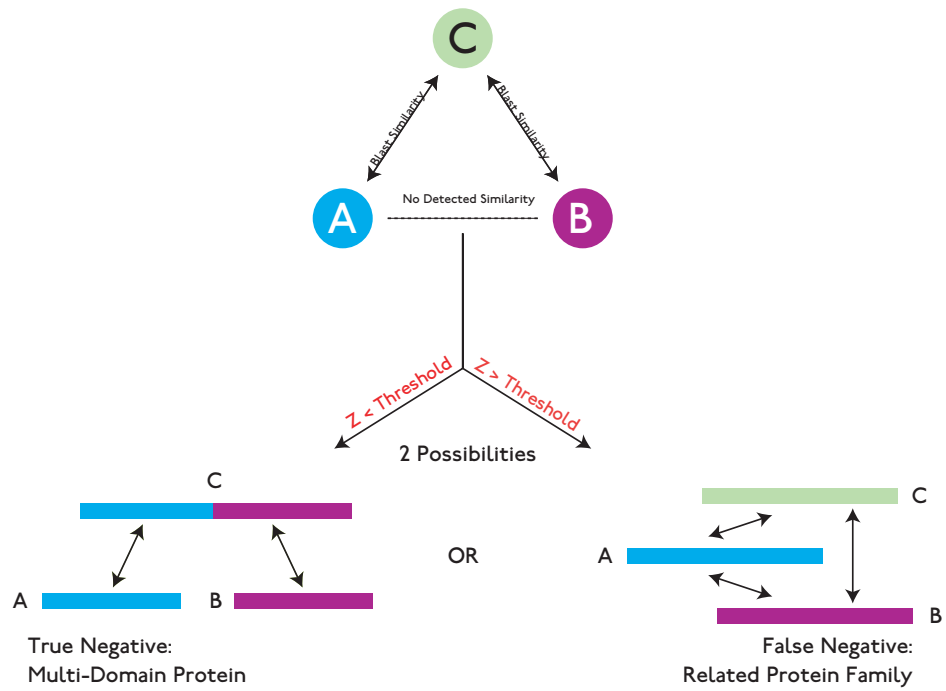 C
Blast Similarity
Blast Similarity
A
No Detected Similarity
B
Z < Threshold
Z > Threshold
2 Possibilities
C
A
B
True Negative:
Multi-Domain Protein
OR
C
A
B
False Negative:
Related Protein Family